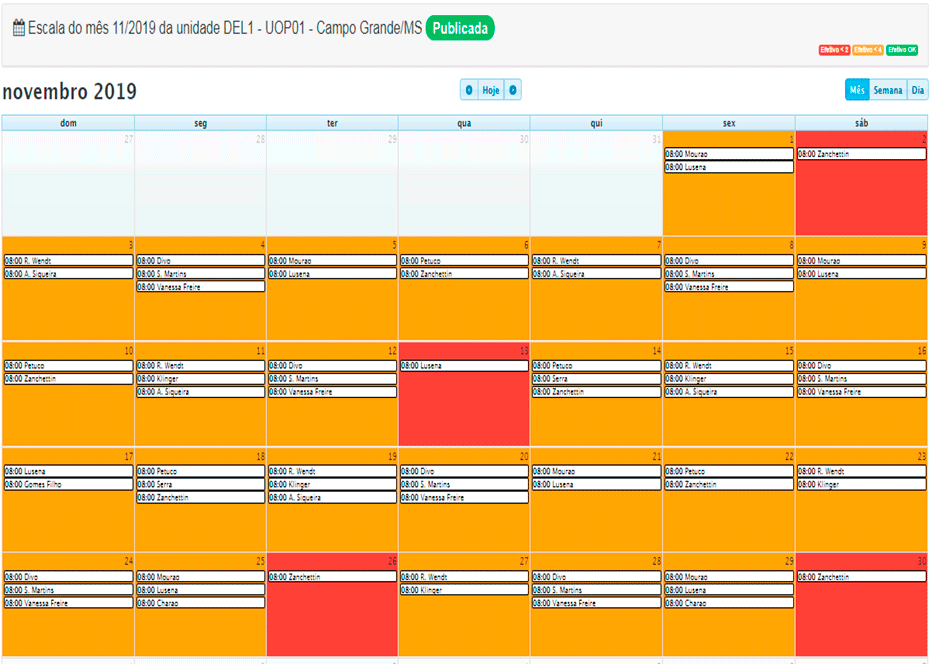 Escala do mês 11/2019 da unidade DEL1 - UOP01 - Campo Grande/MS Publicada
Efetivo < 2 Efetivo < 4 Efetivo OK
novembro 2019
Hoje
Mês Semana Dia
dom seg ter qua qui sex sáb
27 28 29 30 31 1 2
08:00 Mourao 08:00 Zanchettin
08:00 Lusena
3 4 5 6 7 8 9
08:00 R. Wendt 08:00 Divo 08:00 Mourao 08:00 Petuco 08:00 R. Wendt 08:00 Divo 08:00 Mourao
08:00 A. Siqueira 08:00 S. Martins 08:00 Lusena 08:00 Zanchettin 08:00 A. Siqueira 08:00 S. Martins 08:00 Lusena
08:00 Vanessa Freire 08:00 Vanessa Freire
10 11 12 13 14 15 16
08:00 Petuco 08:00 R. Wendt 08:00 Divo 08:00 Lusena 08:00 Petuco 08:00 R. Wendt 08:00 Divo
08:00 Zanchettin 08:00 Klinger 08:00 S. Martins 08:00 Serra 08:00 Klinger 08:00 S. Martins
08:00 A. Siqueira 08:00 Vanessa Freire 08:00 Zanchettin 08:00 A. Siqueira 08:00 Vanessa Freire
17 18 19 20 21 22 23
08:00 Lusena 08:00 Petuco 08:00 R. Wendt 08:00 Divo 08:00 Mourao 08:00 Petuco 08:00 R. Wendt
08:00 Gomes Filho 08:00 Serra 08:00 Klinger 08:00 S. Martins 08:00 Lusena 08:00 Zanchettin 08:00 Klinger
08:00 Zanchettin 08:00 A. Siqueira 08:00 Vanessa Freire
24 25 26 27 28 29 30
08:00 Divo 08:00 Mourao 08:00 Zanchettin 08:00 R. Wendt 08:00 Divo 08:00 Mourao 08:00 Zanchettin
08:00 S. Martins 08:00 Lusena 08:00 Klinger 08:00 S. Martins 08:00 Lusena
08:00 Vanessa Freire 08:00 Charao 08:00 Vanessa Freire 08:00 Charao